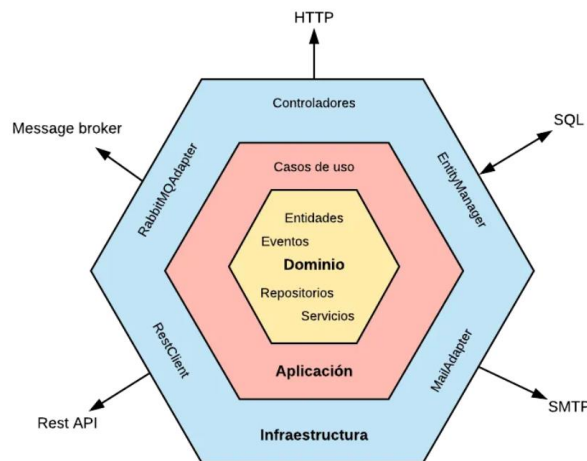 HTTP
Controladores
Message broker
SQL
RabbitMQAdapter
EntityManager
Casos de uso
Entidades
Eventos
Dominio
Repositorios
Servicios
RestClient
MailAdapter
Aplicación
Rest API
SMTP
Infraestructura